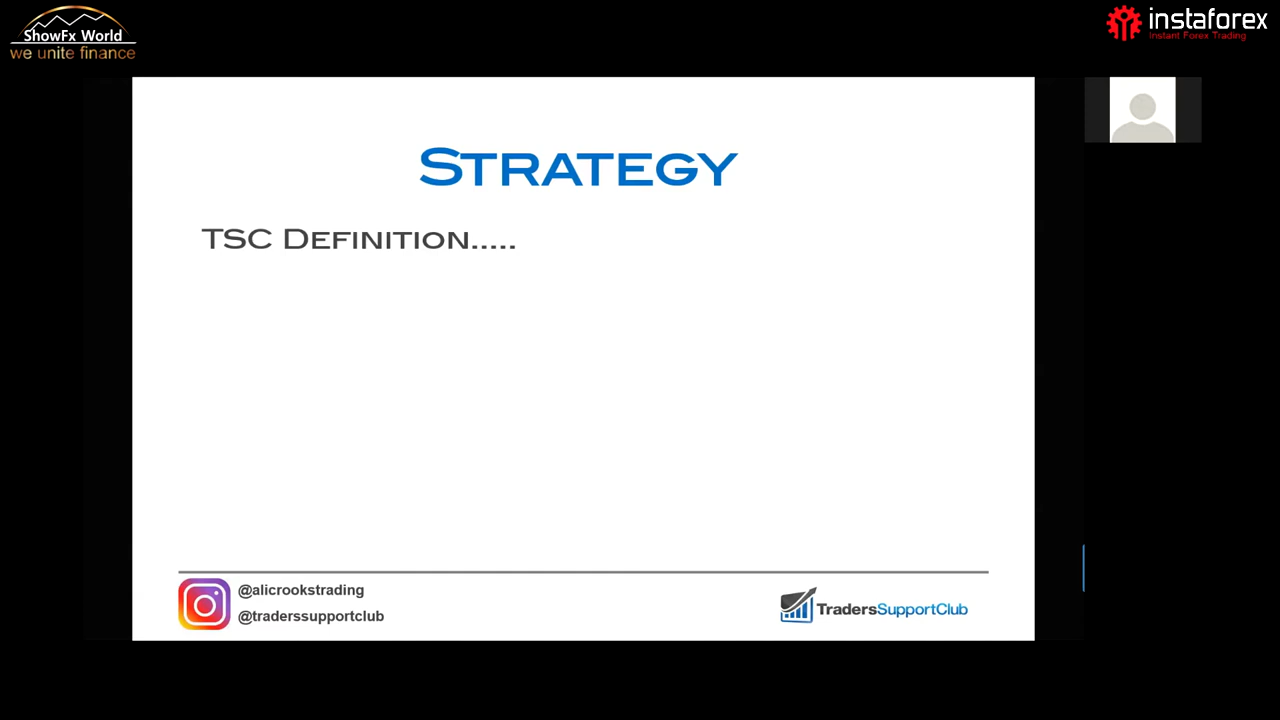 ShowFx World
we unite finance
instaforex
Instant Forex Trading
STRATEGY
TSC DEFINITION.....
@alicrookstrading
@traderssupportclub
TradersSupportClub